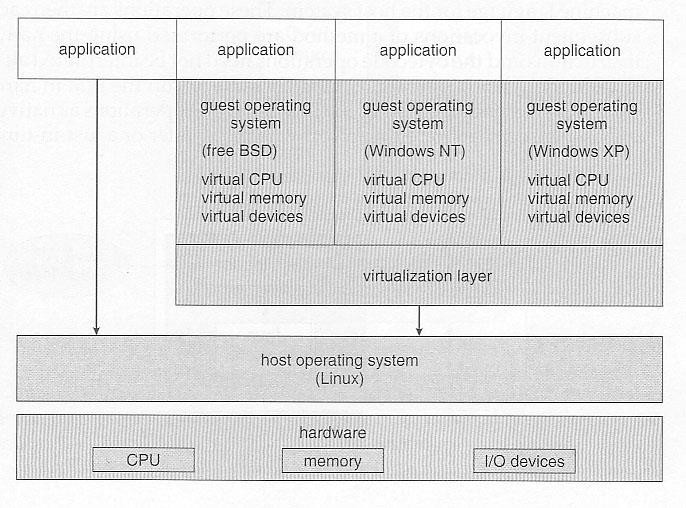 application
application
application
application
guest operating
system
(free BSD)
virtual CPU
virtual memory
virtual devices
guest operating
system
(Windows NT)
virtual CPU
virtual memory
virtual devices
guest operating
system
(Windows XP)
virtual CPU
virtual memory
virtual devices
virtualization layer
host operating system
(Linux)
hardware
CPU
memory
I/O devices